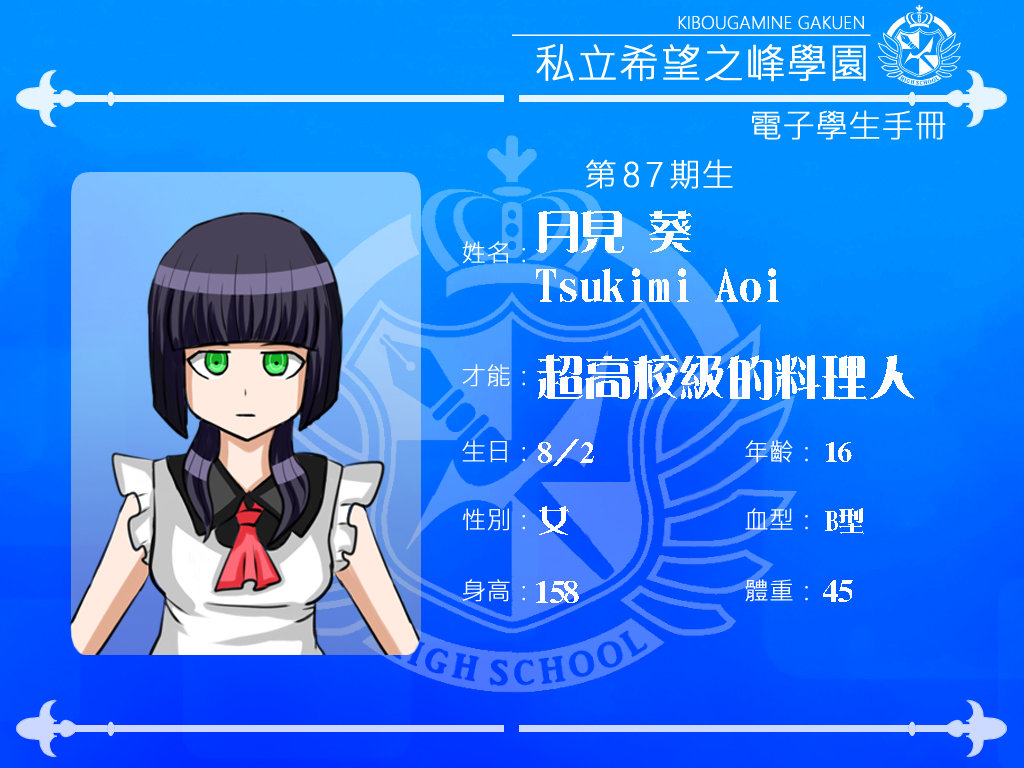 KIBOUGAMINE GAKUEN
私立希望之峰學園
HIGH SCHOOL
電子學生手冊
第87期生
姓名：月見 葵
Tsukimi Aoi
才能：超高校級的料理人
生日：8／2 年齡：16
性別：女 血型：B型
身高：158 體重：45
HIGH SCHOOL